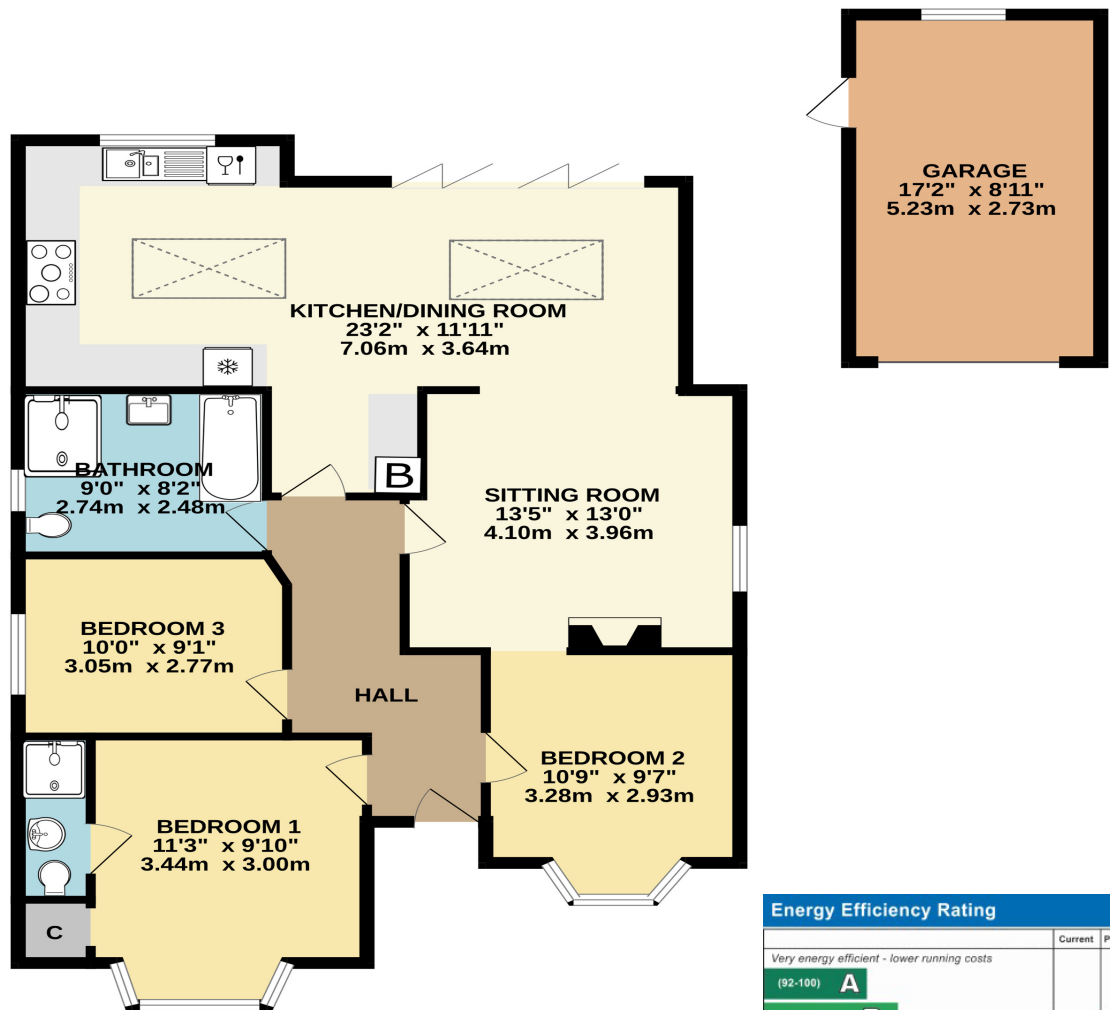 GARAGE
17'2" x 8'11"
5.23m x 2.73m
KITCHEN/DINING ROOM
23'2" x 11'11"
7.06m x 3.64m
B
BATHROOM
9'0" x 8'2"
2.74m x 2.48m
SITTING ROOM
13'5" x 13'0"
4.10m x 3.96m
BEDROOM 3
10'0" x 9'1"
3.05m x 2.77m
HALL
BEDROOM 2
10'9" x 9'7"
3.28m x 2.93m
BEDROOM 1
11'3" x 9'10"
3.44m x 3.00m
C
Energy Efficiency Rating
Current P
Very energy efficient - lower running costs
(92-100) A